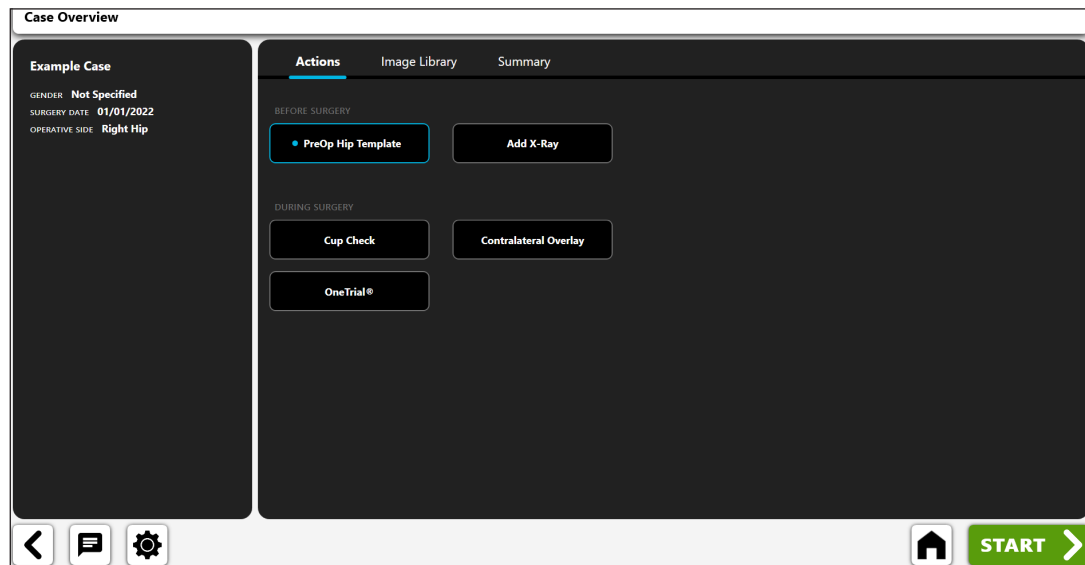 Case Overview
Example Case
GENDER Not Specified
SURGERY DATE 01/01/2022
OPERATIVE SIDE Right Hip
Actions Image Library Summary
BEFORE SURGERY
PreOp Hip Template Add X-Ray
DURING SURGERY
Cup Check Contralateral Overlay
OneTrial®
START